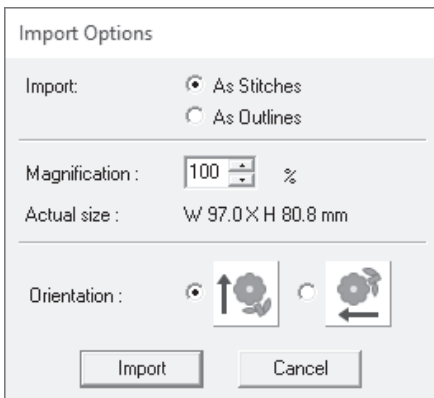 Import Options
Import: As Stitches
As Outlines
Magnification : 100 %
Actual size : W 97.0 X H 80.8 mm
Orientation :
Import Cancel